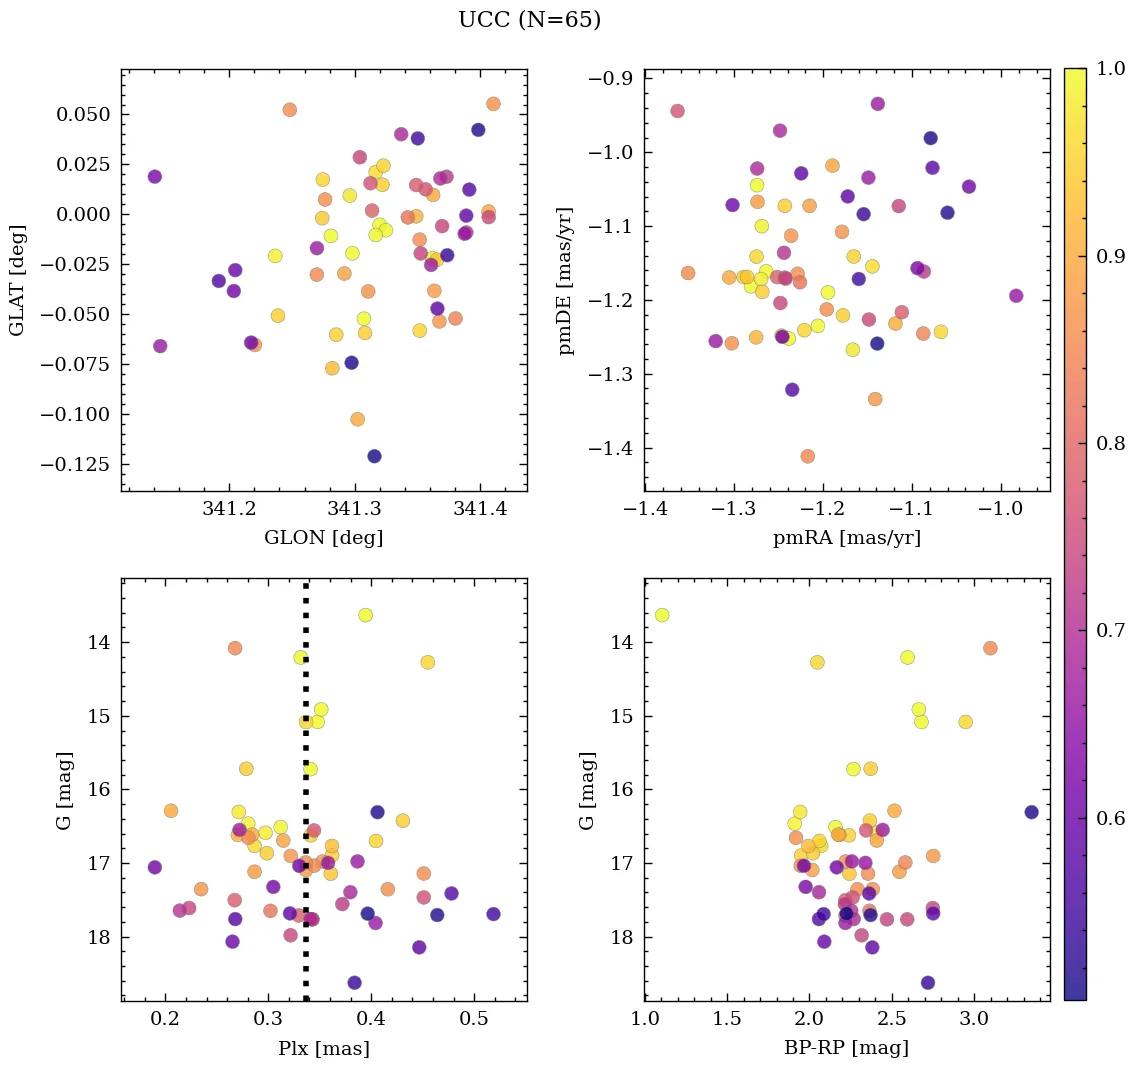 UCC (N=65)
0.050
0.025
0.000
−0.025
−0.050
−0.075
−0.100
−0.125
GLAT [deg]
341.2 341.3 341.4
GLON [deg]
−0.9
−1.0
−1.1
−1.2
−1.3
−1.4
pmDE [mas/yr]
−1.4 −1.3 −1.2 −1.1 −1.0
pmRA [mas/yr]
1.0
0.9
0.8
0.7
0.6
14
15
16
17
18
G [mag]
0.2 0.3 0.4 0.5
Plx [mas]
14
15
16
17
18
G [mag]
1.0 1.5 2.0 2.5 3.0
BP-RP [mag]